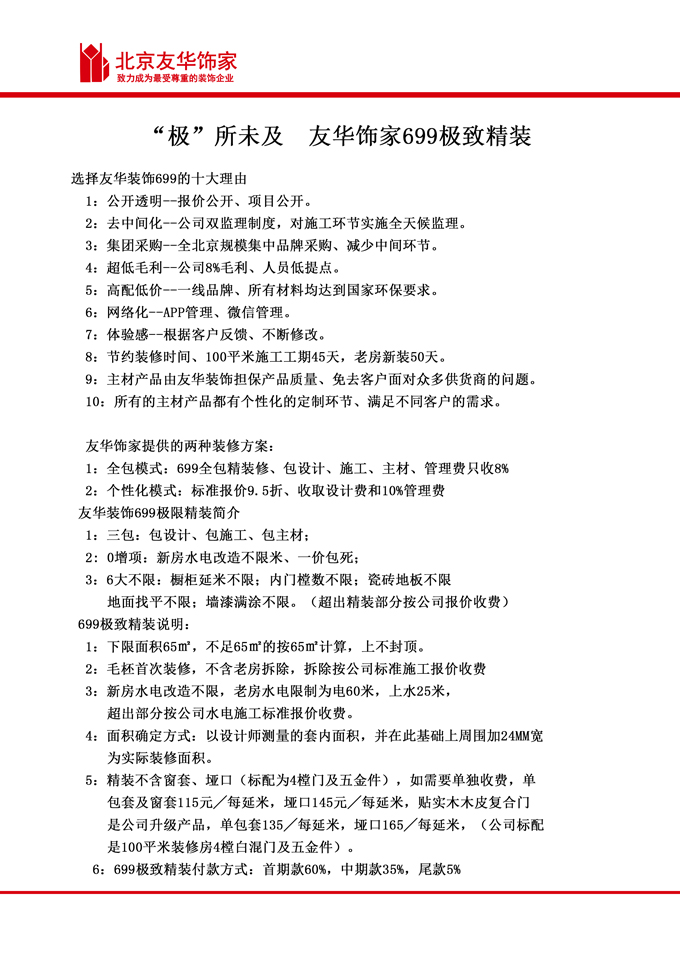 北京友华饰家
致力成为最受尊重的装饰企业
“极”所未及 友华饰家699极致精装
选择友华装饰699的十大理由
1：公开透明--报价公开、项目公开。
2：去中间化--公司双监理制度，对施工环节实施全天候监理。
3：集团采购--全北京规模集中品牌采购、减少中间环节。
4：超低毛利--公司8%毛利、人员低提点。
5：高配低价--一线品牌、所有材料均达到国家环保要求。
6：网络化--APP管理、微信管理。
7：体验感--根据客户反馈、不断修改。
8：节约装修时间、100平米施工工期45天，老房新装50天。
9：主材产品由友华装饰担保产品质量、免去客户面对众多供货商的问题。
10：所有的主材产品都有个性化的定制环节、满足不同客户的需求。
友华饰家提供的两种装修方案：
1：全包模式：699全包精装修、包设计、施工、主材、管理费只收8%
2：个性化模式：标准报价9.5折、收取设计费和10%管理费
友华装饰699极限精装简介
1：三包：包设计、包施工、包主材；
2：0增项：新房水电改造不限米、一价包死；
3：6大不限：橱柜延米不限；内门樘数不限；瓷砖地板不限
地面找平不限；墙漆满涂不限。（超出精装部分按公司报价收费）
699极致精装说明：
1：下限面积65㎡，不足65㎡的按65㎡计算，上不封顶。
2：毛杯首次装修，不含老房拆除，拆除按公司标准施工报价收费
3：新房水电改造不限，老房水电限制为电60米，上水25米，
超出部分按公司水电施工标准报价收费。
4：面积确定方式：以设计师测量的套内面积，并在此基础上周围加24MM宽
为实际装修面积。
5：精装不含窗套、垭口（标配为4樘门及五金件），如需要单独收费，单
包套及窗套115元／每延米，垭口145元／每延米，贴实木木皮复合门
是公司升级产品，单包套135／每延米，垭口165／每延米，（公司标配
是100平米装修房4樘白混门及五金件）。
6：699极致精装付款方式：首期款60%，中期款35%，尾款5%